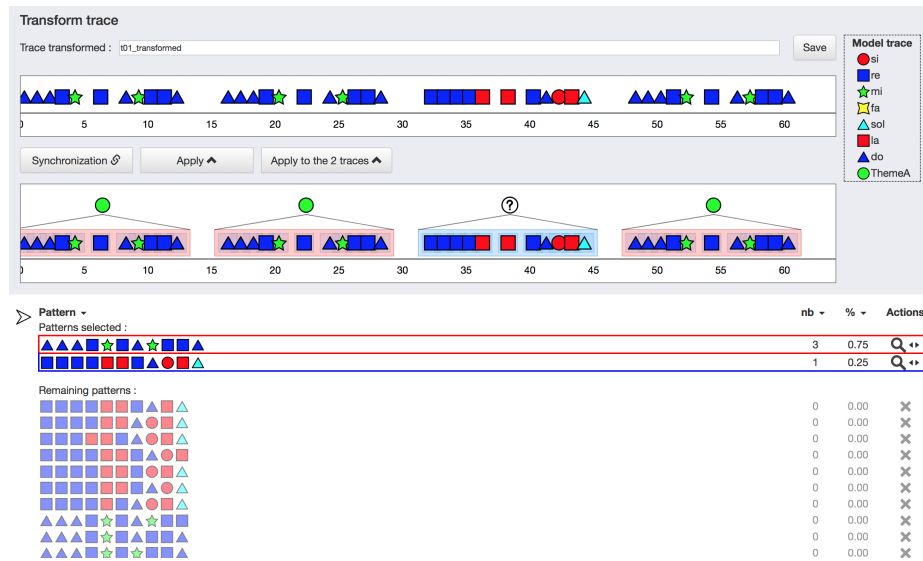 Transform trace
Trace transformed : t01_transformed Save
Model trace
si
re
mi
fa
sol
la
do
ThemeA
0 5 10 15 20 25 30 35 40 45 50 55 60
Synchronization Apply Apply to the 2 traces
?
0 5 10 15 20 25 30 35 40 45 50 55 60
Pattern nb % Actions
Patterns selected :
3 0.75
1 0.25
Remaining patterns :
0 0.00
0 0.00
0 0.00
0 0.00
0 0.00
0 0.00
0 0.00
0 0.00
0 0.00
0 0.00